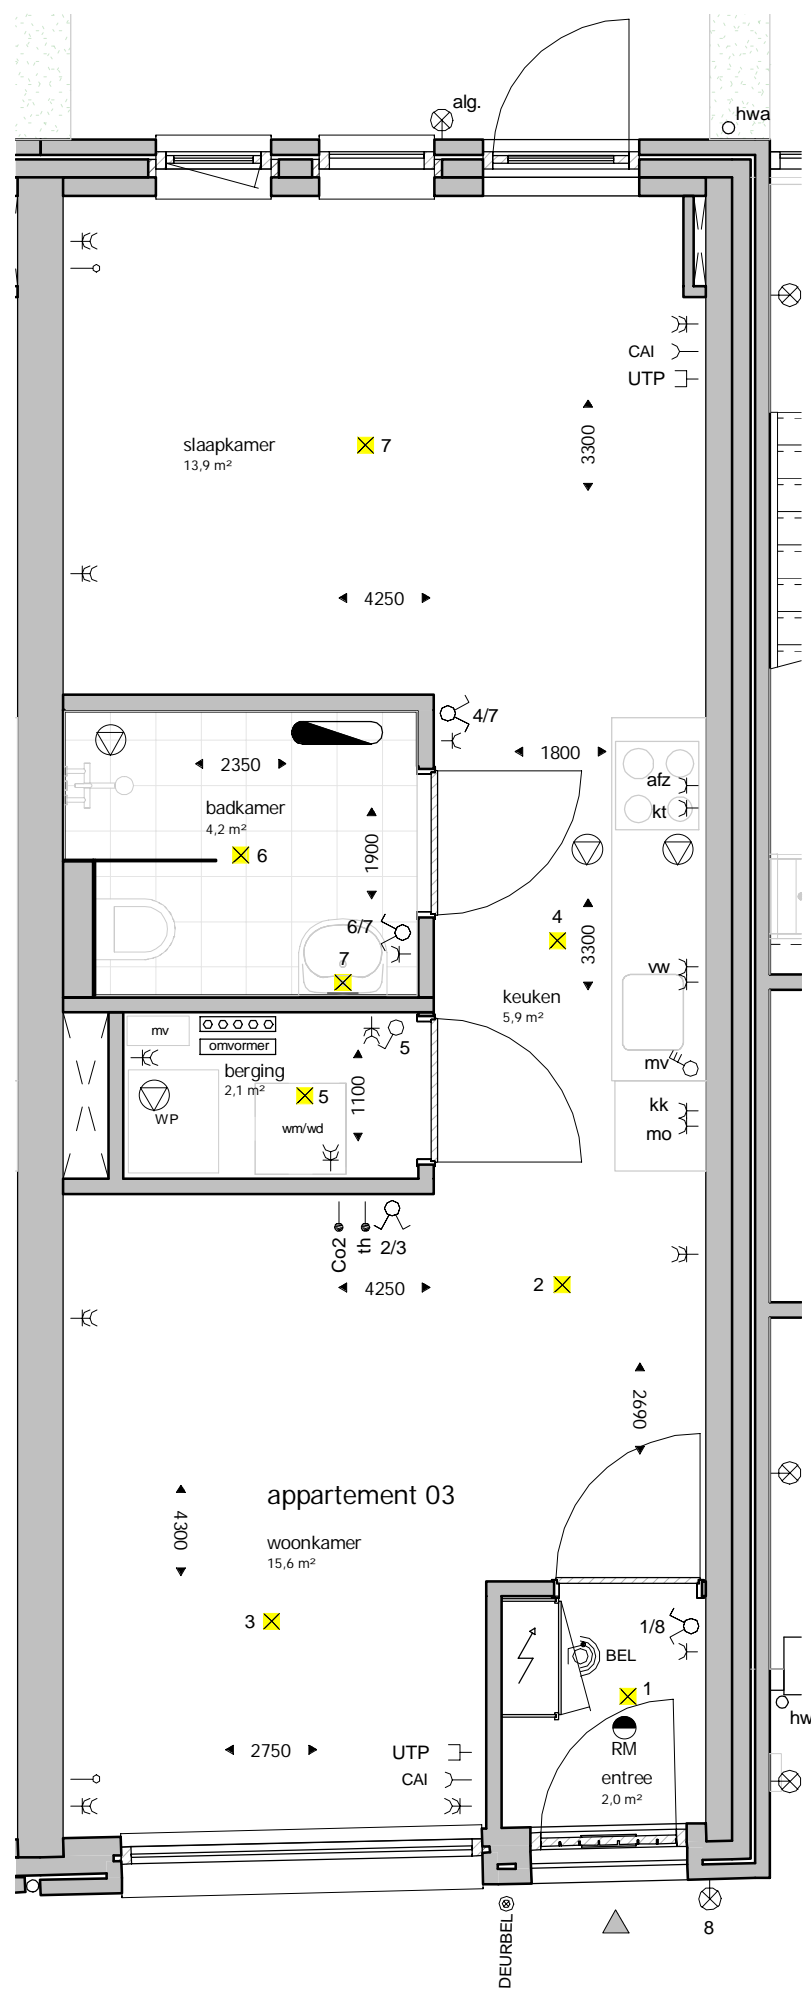 alg.
hwa
CAI
UTP
slaapkamer
13,9 m²
7
3300
4250
4/7
2350
1800
badkamer
4,2 m²
afz
kt
1900
6
6/7
4
3300
7
vw
keuken
5,9 m²
mv
omvormer
5
berging
2,1 m²
5
1100
WP
wm/wd
mv
kk
mo
Co2
th
2/3
4250
2
2690
appartement 03
4300
woonkamer
15,6 m²
3
1/8
BEL
1
hw
RM
2750
UTP
CAI
entree
2,0 m²
DEURBEL
8